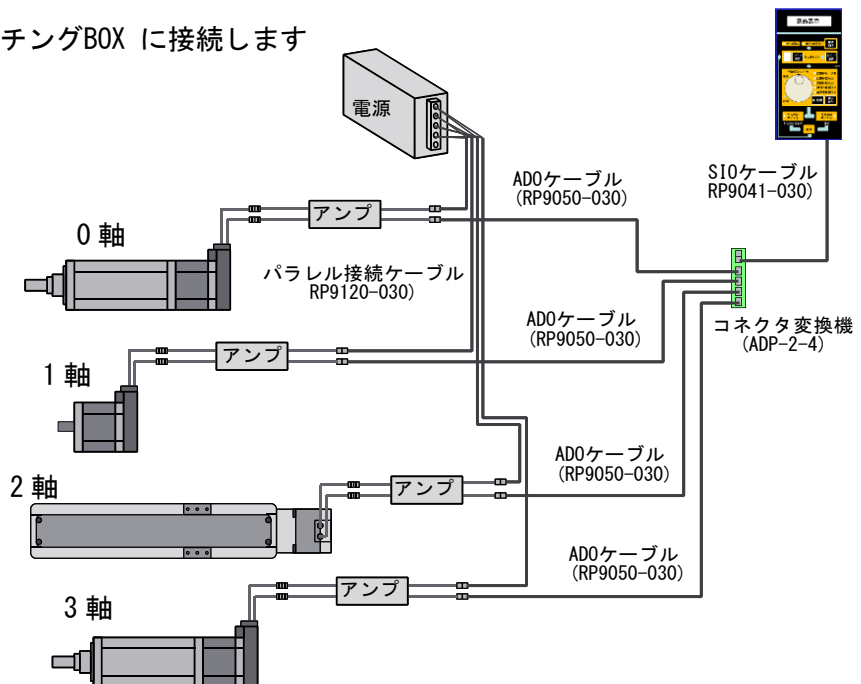 チングBOX に接続します
電源
ADOケーブル
(RP9050-030)
SIOケーブル
RP9041-030)
アンプ
0軸
パラレル接続ケーブル
RP9120-030)
ADOケーブル
(RP9050-030)
コネクタ変換機
(ADP-2-4)
アンプ
1軸
ADOケーブル
(RP9050-030)
2軸
アンプ
ADOケーブル
(RP9050-030)
アンプ
3軸